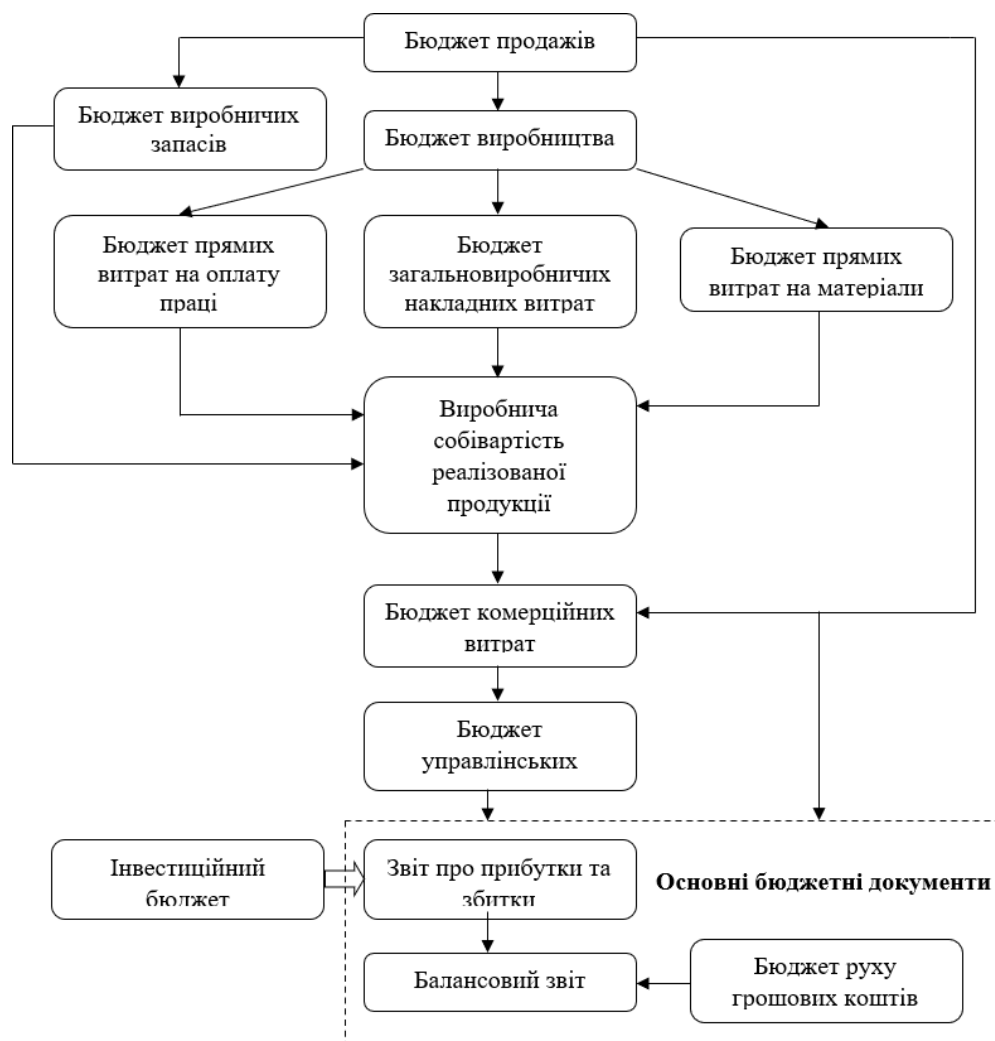 Бюджет продажів
Бюджет виробничих
запасів
Бюджет виробництва
Бюджет прямих
витрат на оплату
праці
Бюджет
загальновиробничих
накладних витрат
Бюджет прямих
витрат на матеріали
Виробнича
собівартість
реалізованої
продукції
Бюджет комерційних
витрат
Бюджет
управлінських
Інвестиційний
бюджет
Звіт про прибутки та
збитки
Основні бюджетні документи
Балансовий звіт
Бюджет руху
грошових коштів